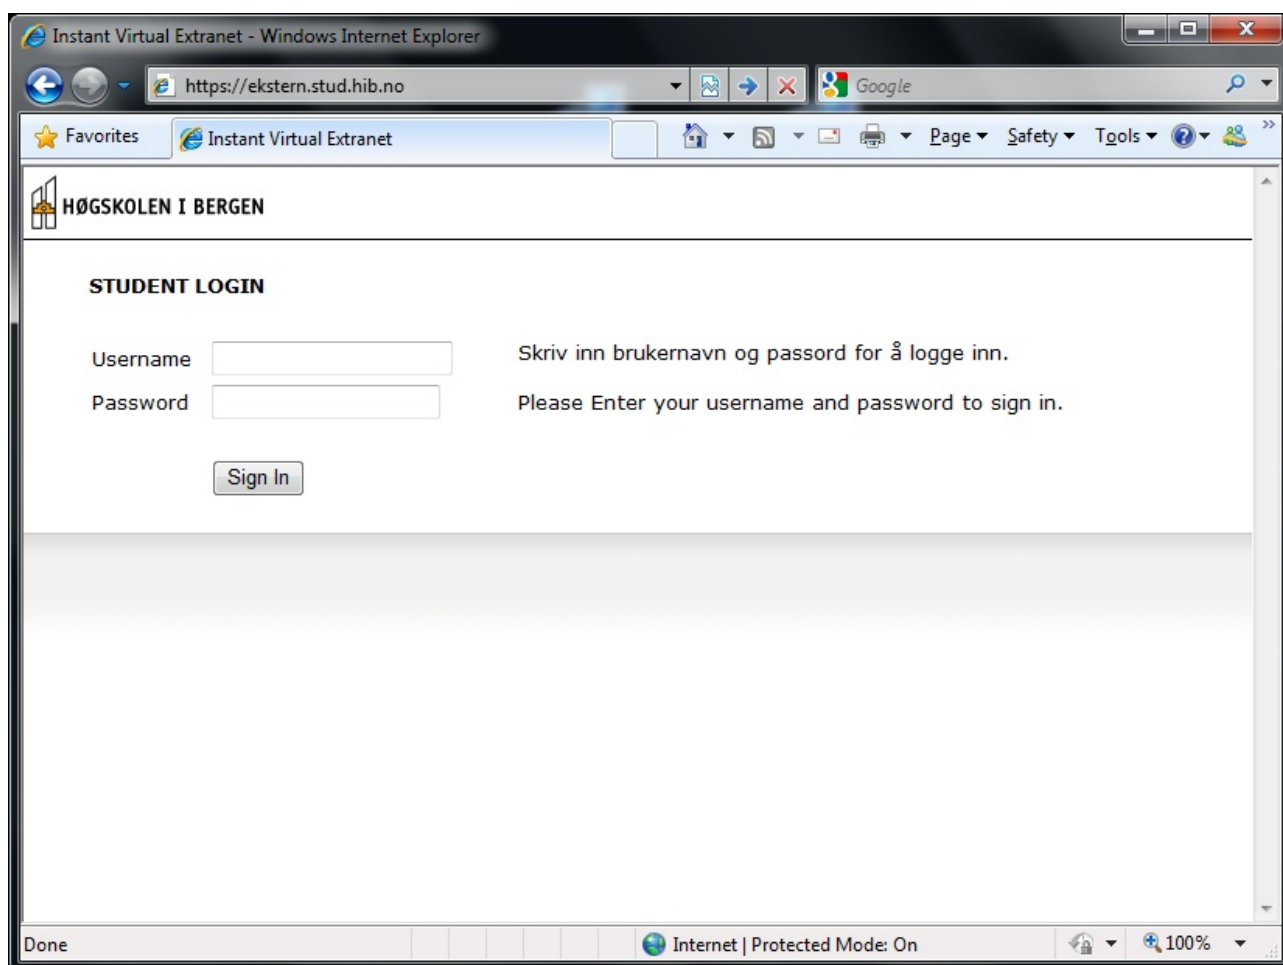 Instant Virtual Extranet - Windows Internet Explorer
https://ekstern.stud.hib.no
Google
Favorites
Instant Virtual Extranet
Page
Safety
Tools
HØGSKOLEN I BERGEN
STUDENT LOGIN
Username
Skriv inn brukernavn og passord for å logge inn.
Password
Please Enter your username and password to sign in.
Sign In
Done
Internet | Protected Mode: On
100%